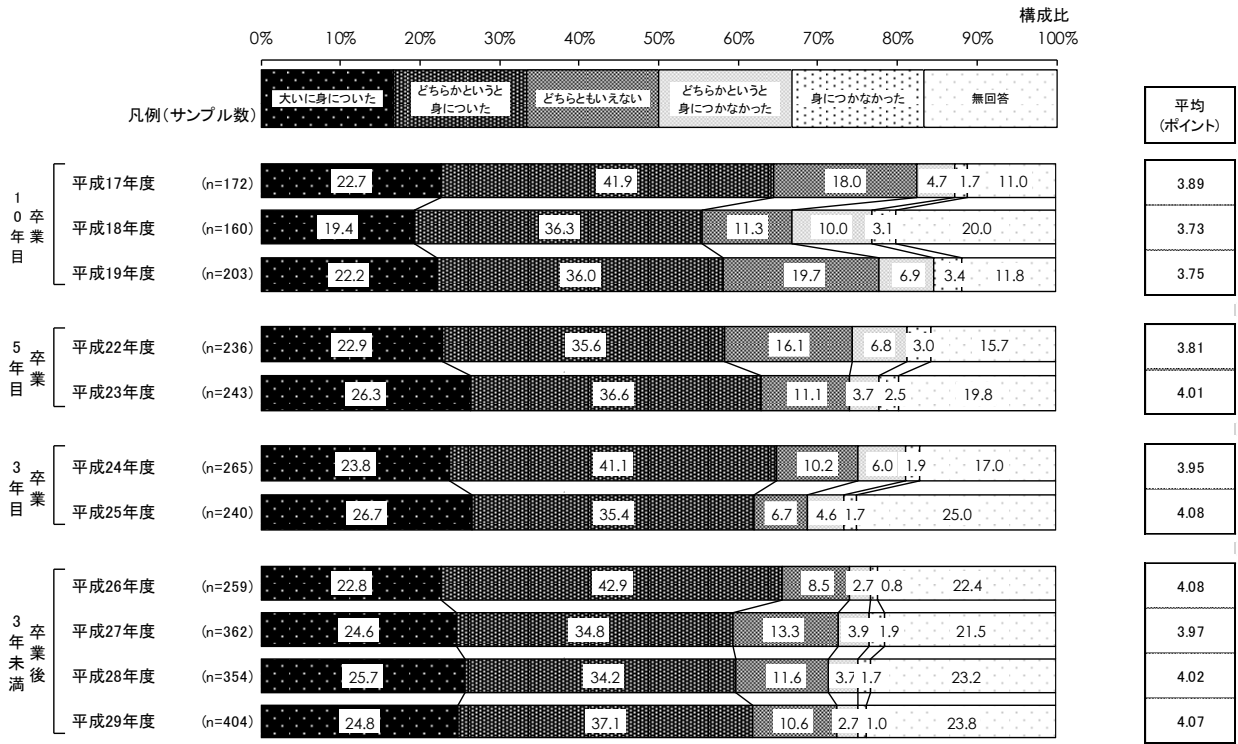 構成比
0% 10% 20% 30% 40% 50% 60% 70% 80% 90% 100%
凡例(サンプル数)
大いに身についた
どちらかというと
身についた
どちらともいえない
どちらかというと
身につかなかった
身につかなかった
無回答
平均
(ポイント)
卒業
10年目
平成17年度 (n=172) 22.7 41.9 18.0 4.7 1.7 11.0 3.89
平成18年度 (n=160) 19.4 36.3 11.3 10.0 3.1 20.0 3.73
平成19年度 (n=203) 22.2 36.0 19.7 6.9 3.4 11.8 3.75
卒業
5年目
平成22年度 (n=236) 22.9 35.6 16.1 6.8 3.0 15.7 3.81
平成23年度 (n=243) 26.3 36.6 11.1 3.7 2.5 19.8 4.01
卒業
3年目
平成24年度 (n=265) 23.8 41.1 10.2 6.0 1.9 17.0 3.95
平成25年度 (n=240) 26.7 35.4 6.7 4.6 1.7 25.0 4.08
卒業後
3年未満
平成26年度 (n=259) 22.8 42.9 8.5 2.7 0.8 22.4 4.08
平成27年度 (n=362) 24.6 34.8 13.3 3.9 1.9 21.5 3.97
平成28年度 (n=354) 25.7 34.2 11.6 3.7 1.7 23.2 4.02
平成29年度 (n=404) 24.8 37.1 10.6 2.7 1.0 23.8 4.07